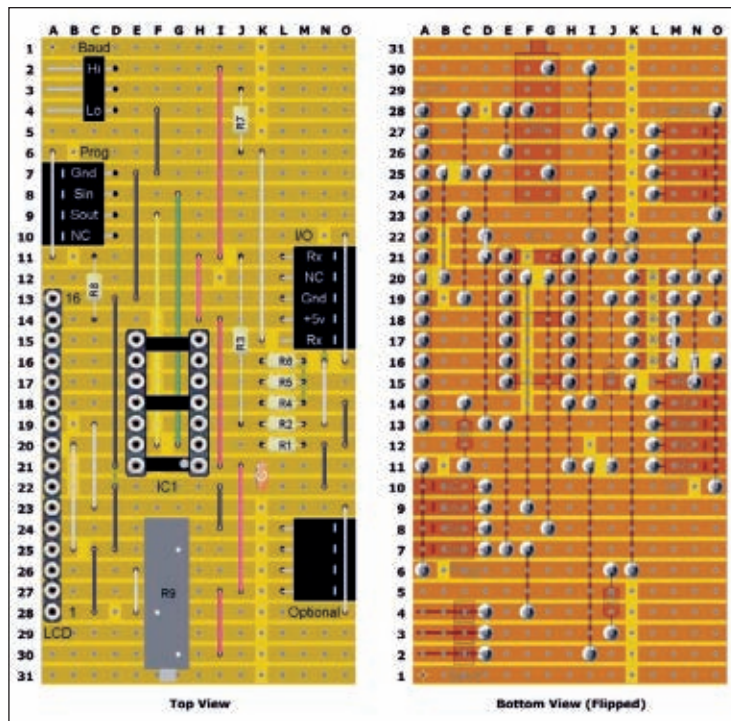 A B C D E F G H I J K L M N O
A B C D E F G H I J K L M N O
1 Baud
2 Hi
3
4 Lo
5 R7
6 Prog
7 Gnd
8 Sin
9 Sout
10 NC I/O
11 Rx
12 R8 NC
13 16 Gnd
14 +5v
15 R3 Rx
16 R6
17 R5
18 R4
19 R2
20 R1
21
22 IC1
23
24
25
26 R9
27
28 1 Optional
29 LCD
30
31
31
30
29
28
27
26
25
24
23
22
21
20
19
18
17
16
15
14
13
12
11
10
9
8
7
6
5
4
3
2
1
Top View
Bottom View (Flipped)